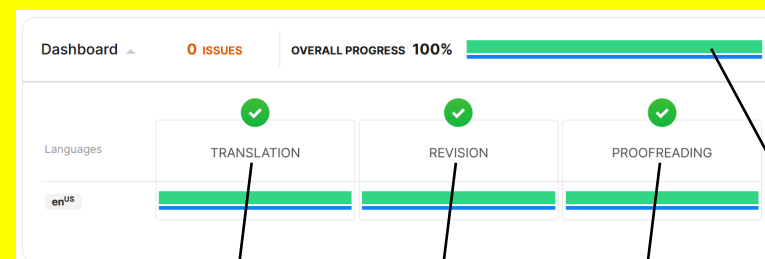 Dashboard 0 ISSUES OVERALL PROGRESS 100%
Languages TRANSLATION REVISION PROOFREADING
enUS